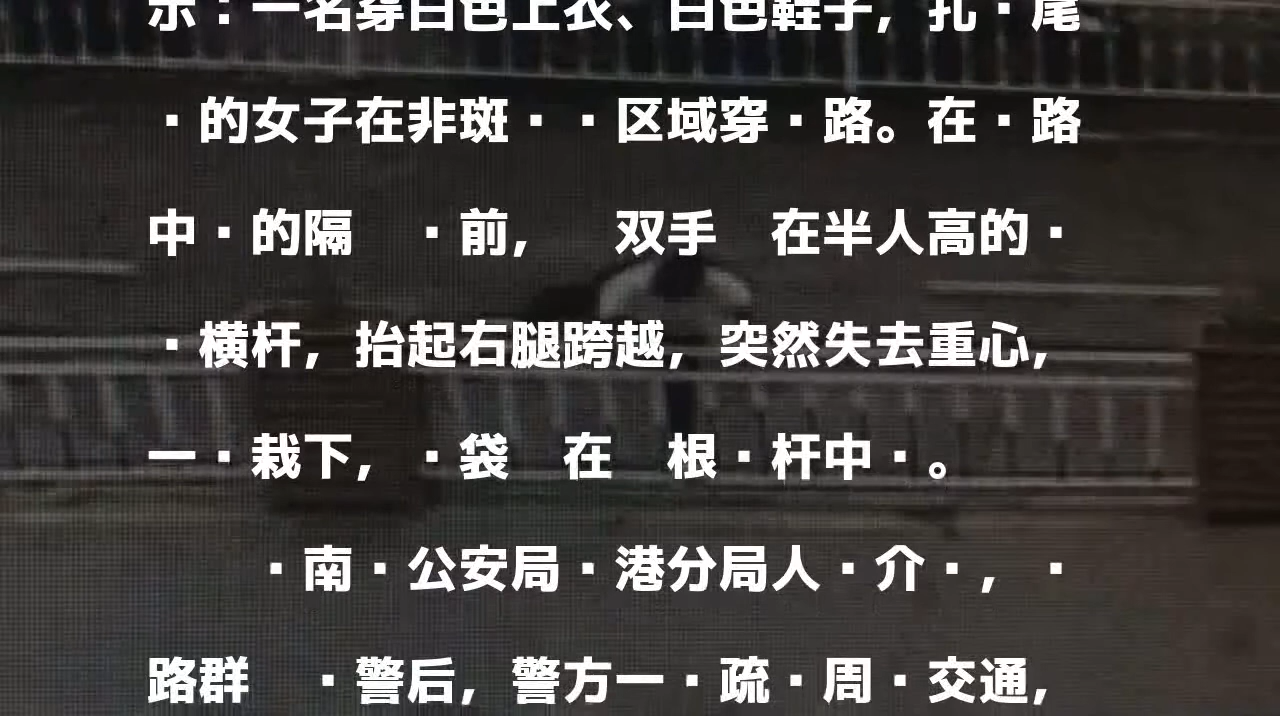 示：一名穿白色上衣、白色鞋子，扎·尾
·的女子在非斑··区域穿·路。在·路
中·的隔　·前，　双手　在半人高的·
·横杆，抬起右腿跨越，突然失去重心，
一·栽下，·袋　在　根·杆中·。
·南·公安局·港分局人·介·，·
路群　·警后，警方一·疏·周·交通，